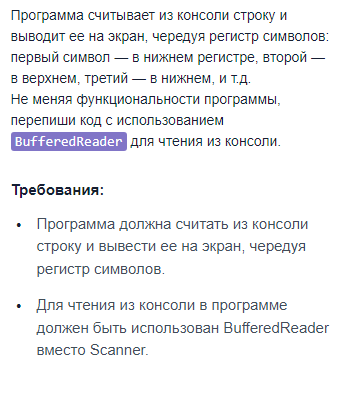 Программа считывает из консоли строку и
выводит ее на экран, чередуя регистр символов:
первый символ — в нижнем регистре, второй —
в верхнем, третий — в нижнем, и т.д.
Не меняя функциональности программы,
перепиши код с использованием
BufferedReader для чтения из консоли.
Требования:
• Программа должна считать из консоли
строку и вывести ее на экран, чередуя
регистр символов.
• Для чтения из консоли в программе
должен быть использован BufferedReader
вместо Scanner.